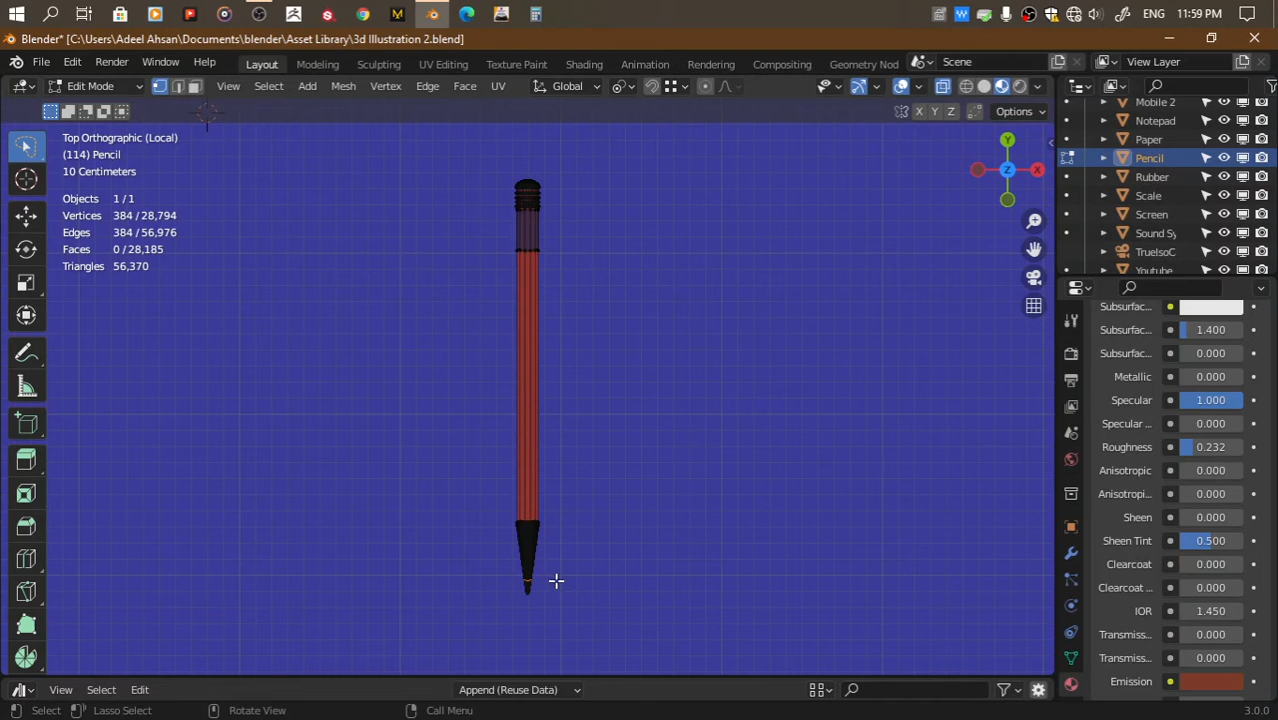 ENG 11:59 PM
Blender* [C:\Users\Adeel Ahsan\Documents\blender\Asset Library\3d Illustration 2.blend]
File Edit Render Window Help Layout Modeling Sculpting UV Editing Texture Paint Shading Animation Rendering Compositing Geometry Nod Scene View Layer
Edit Mode View Select Add Mesh Vertex Edge Face UV Global
X Y Z Options
Top Orthographic (Local)
(114) Pencil
10 Centimeters
Objects 1 / 1
Vertices 384 / 28,794
Edges 384 / 56,976
Faces 0 / 28,185
Triangles 56,370
Y
X
Z
Mobile 2
Notepad
Paper
Pencil
Rubber
Scale
Screen
Sound Sy
TrueIsoC
Youtube
Subsurfac...
Subsurfac... 1.400
Subsurfac... 0.000
Metallic 0.000
Specular 1.000
Specular ... 0.000
Roughness 0.232
Anisotropic 0.000
Anisotropi... 0.000
Sheen 0.000
Sheen Tint 0.500
Clearcoat 0.000
Clearcoat ... 0.000
IOR 1.450
Transmiss... 0.000
Transmiss... 0.000
Emission
View Select Edit Append (Reuse Data)
Select Lasso Select Rotate View Call Menu 3.0.0